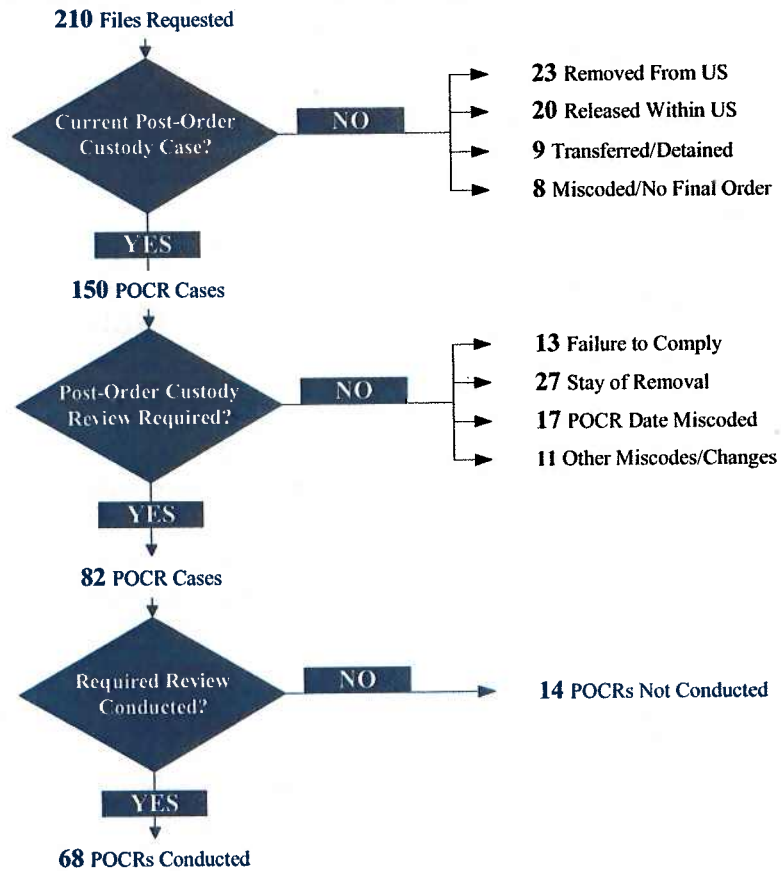 210 Files Requested
Current Post-Order
Custody Case?
NO
23 Removed From US
20 Released Within US
9 Transferred/Detained
8 Miscoded/No Final Order
YES
150 POCR Cases
Post-Order Custody
Review Required?
NO
13 Failure to Comply
27 Stay of Removal
17 POCR Date Miscoded
11 Other Miscodes/Changes
YES
82 POCR Cases
Required Review
Conducted?
NO
14 POCRs Not Conducted
YES
68 POCRs Conducted